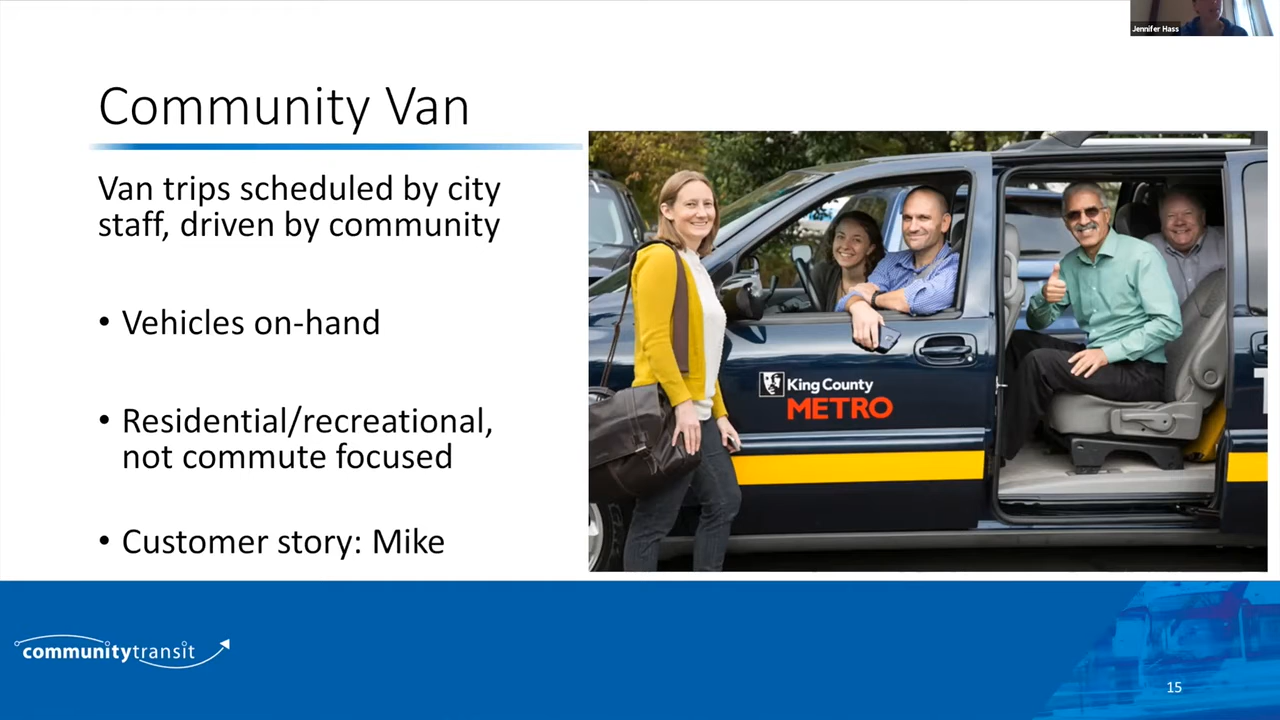 Jennifer Hass
Community Van
Van trips scheduled by city
staff, driven by community
• Vehicles on-hand
• Residential/recreational,
not commute focused
• Customer story: Mike
King County
METRO
communitytransit
15